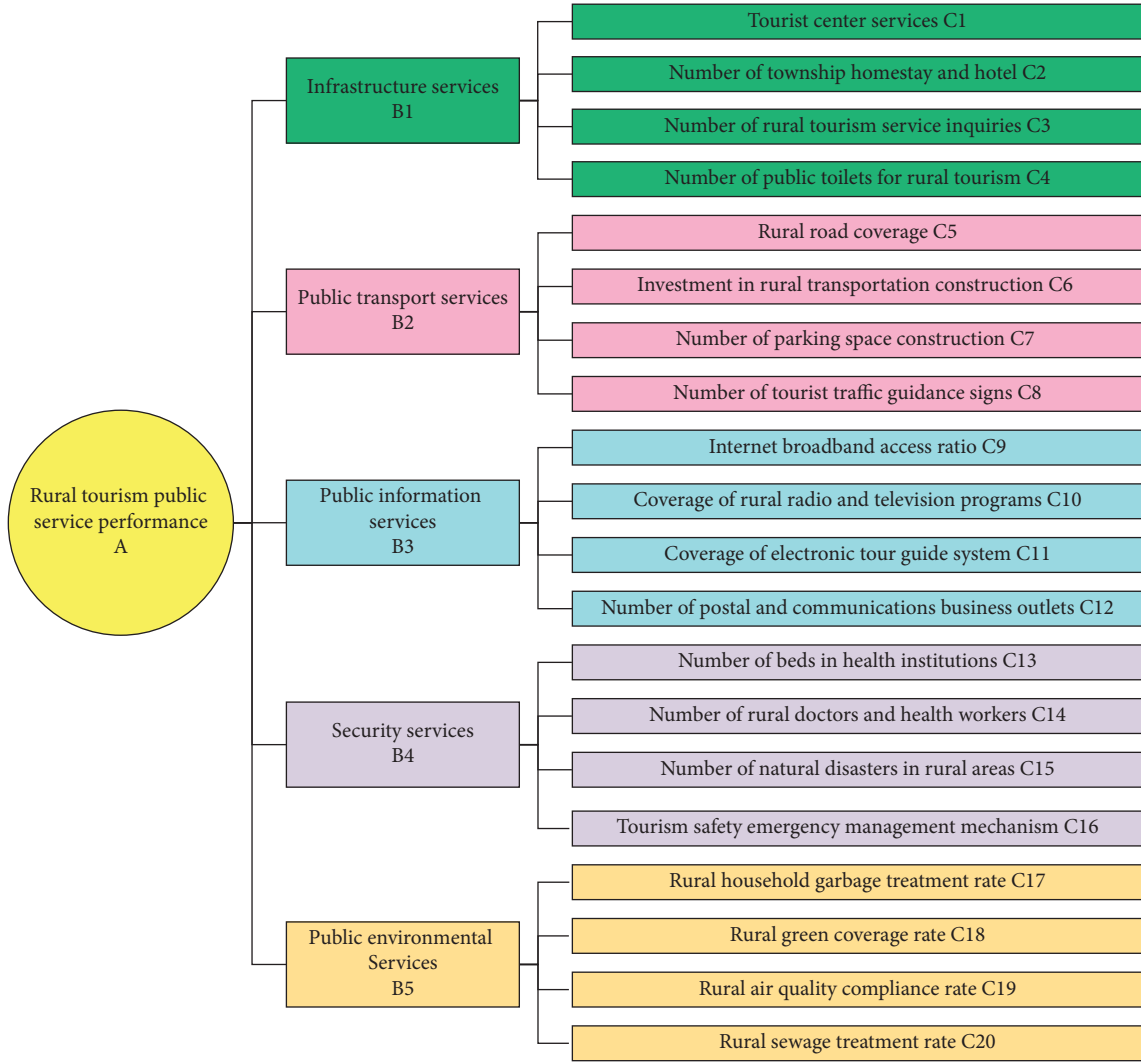 Rural tourism public
service performance
A
Infrastructure services
B1
Tourist center services C1
Number of township homestay and hotel C2
Number of rural tourism service inquiries C3
Number of public toilets for rural tourism C4
Public transport services
B2
Rural road coverage C5
Investment in rural transportation construction C6
Number of parking space construction C7
Number of tourist traffic guidance signs C8
Public information
services
B3
Internet broadband access ratio C9
Coverage of rural radio and television programs C10
Coverage of electronic tour guide system C11
Number of postal and communications business outlets C12
Security services
B4
Number of beds in health institutions C13
Number of rural doctors and health workers C14
Number of natural disasters in rural areas C15
Tourism safety emergency management mechanism C16
Public environmental
Services
B5
Rural household garbage treatment rate C17
Rural green coverage rate C18
Rural air quality compliance rate C19
Rural sewage treatment rate C20